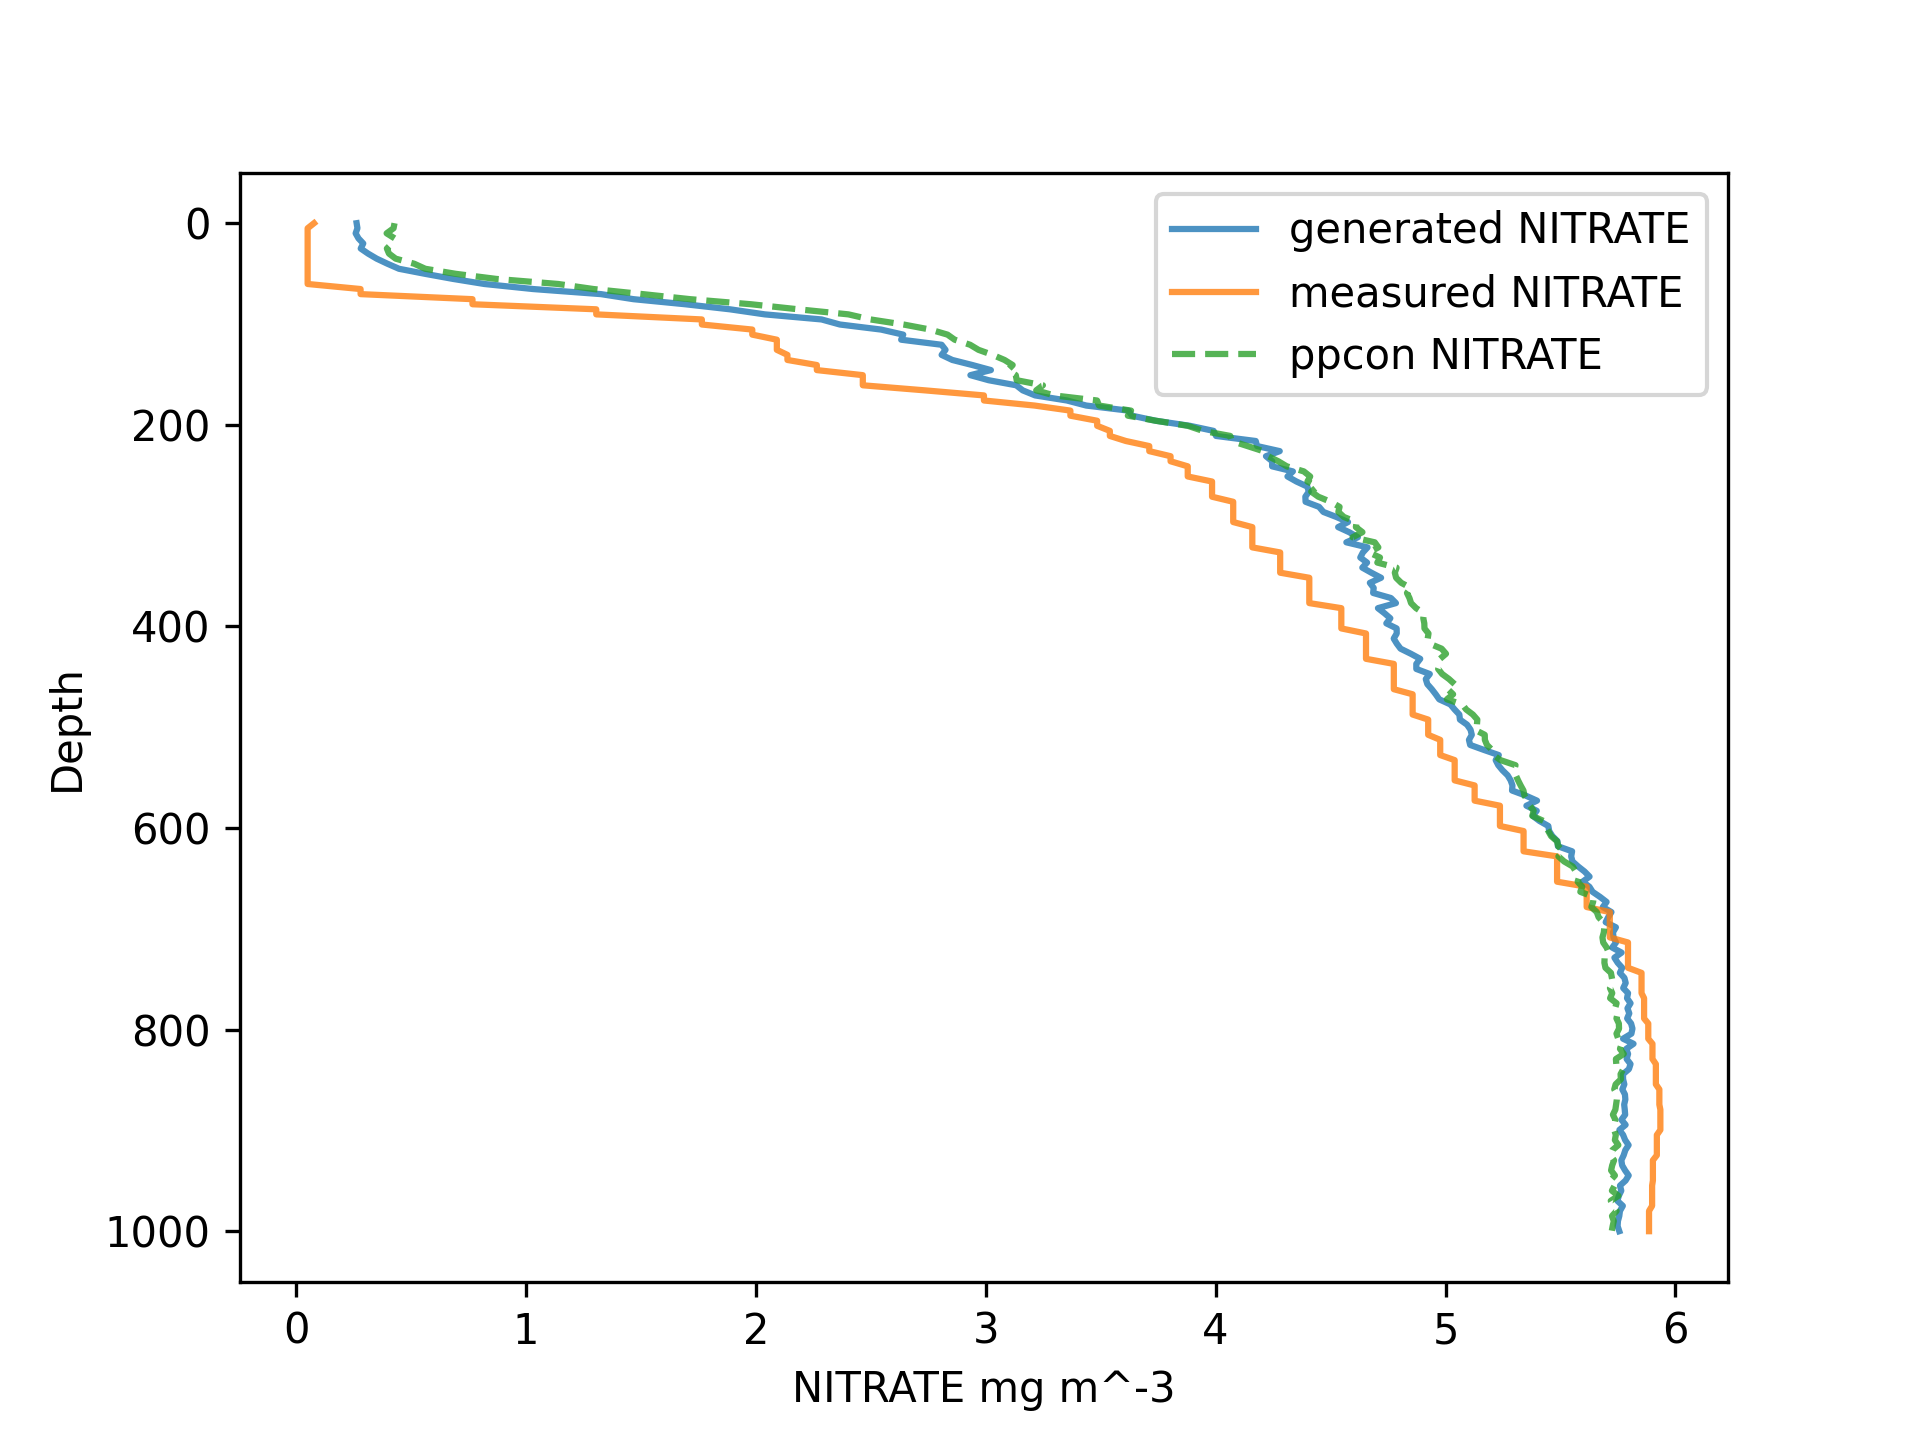 generated NITRATE
measured NITRATE
ppcon NITRATE
0
200
400
600
800
1000
Depth
0 1 2 3 4 5 6
NITRATE mg m^-3